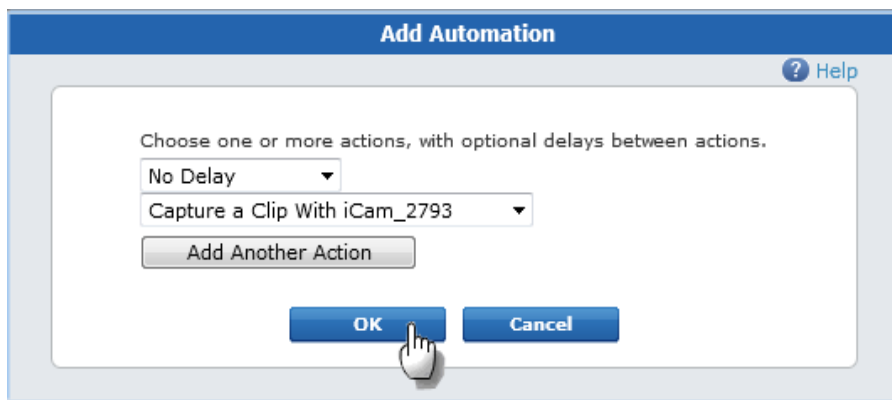 Add Automation
? Help
Choose one or more actions, with optional delays between actions.
No Delay
Capture a Clip With iCam_2793
Add Another Action
OK Cancel